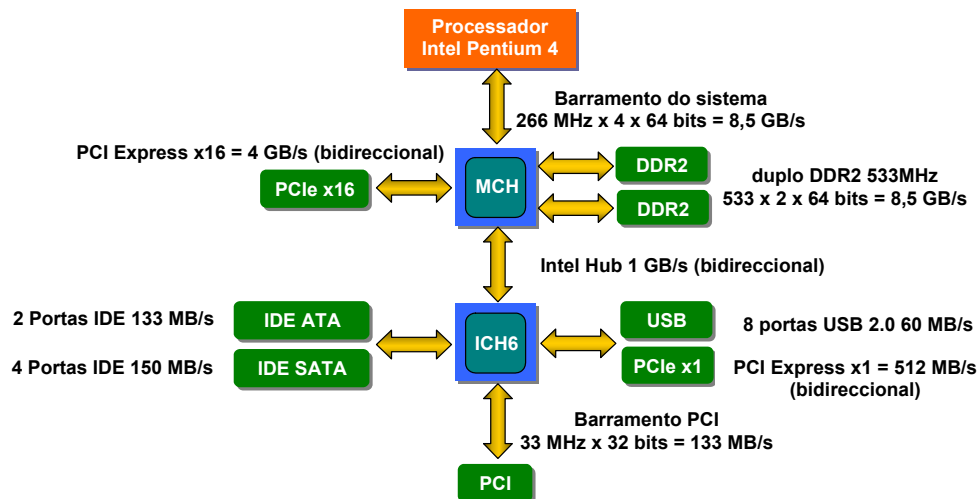 Processador
Intel Pentium 4
Barramento do sistema
266 MHz x 4 x 64 bits = 8,5 GB/s
PCI Express x16 = 4 GB/s (bidireccional)
PCIe x16
MCH
DDR2
DDR2
duplo DDR2 533MHz
533 x 2 x 64 bits = 8,5 GB/s
Intel Hub 1 GB/s (bidireccional)
2 Portas IDE 133 MB/s
IDE ATA
4 Portas IDE 150 MB/s
IDE SATA
ICH6
USB
8 portas USB 2.0 60 MB/s
PCIe x1
PCI Express x1 = 512 MB/s
(bidireccional)
Barramento PCI
33 MHz x 32 bits = 133 MB/s
PCI